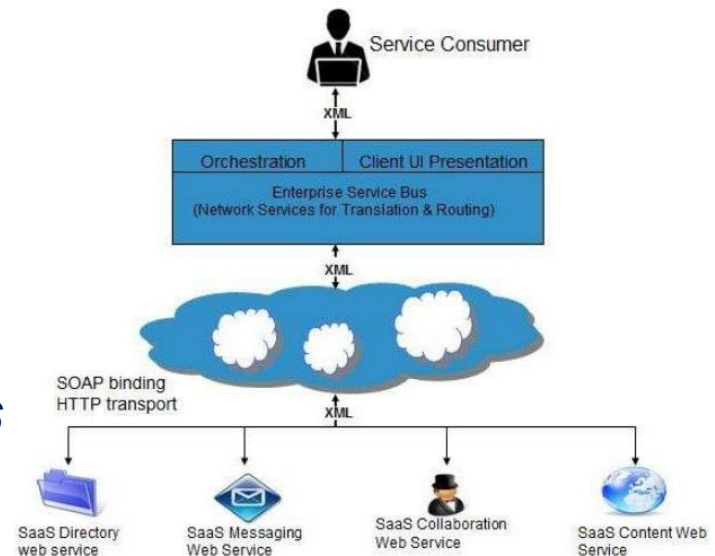 Service Consumer
XML
Orchestration
Client UI Presentation
Enterprise Service Bus
(Network Services for Translation & Routing)
XML
SOAP binding
HTTP transport
s
XML
SaaS Directory
web service
SaaS Messaging
Web Service
SaaS Collaboration
Web Service
SaaS Content Web
Service